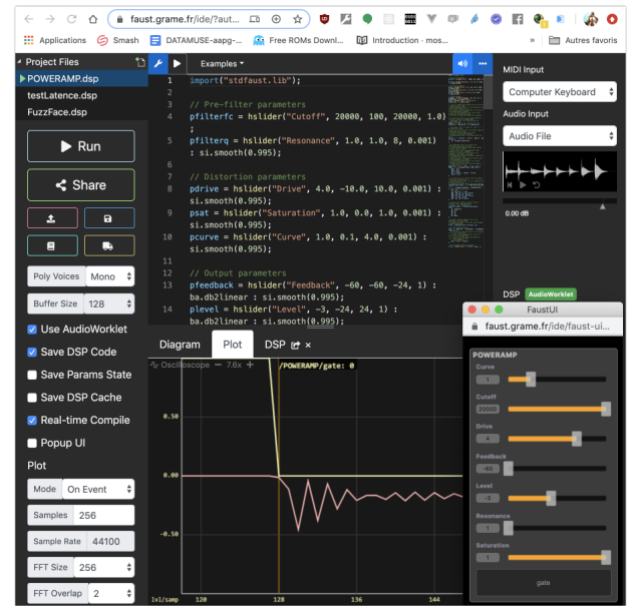 faust.grame.fr/ide/?aut...
Applications
Smash
DATAMUSE-aapg-...
Free ROMs Downl...
Introduction · mos...
»
Autres favoris
Project Files
POWERAMP.dsp
testLatence.dsp
FuzzFace.dsp
Run
Share
Poly Voices Mono
Buffer Size 128
Use AudioWorklet
Save DSP Code
Save Params State
Save DSP Cache
Real-time Compile
Popup UI
Plot
Mode On Event
Samples 256
Sample Rate 44100
FFT Size 256
FFT Overlap 2
Examples
1 import("stdfaust.lib");
2
3 // Pre-filter parameters
4 pfilterfc = hslider("Cutoff", 20000, 100, 20000, 1.0)
;
5 pfilterq = hslider("Resonance", 1.0, 1.0, 8, 0.001)
: si.smooth(0.995);
6
7 // Distortion parameters
8 pdrive = hslider("Drive", 4.0, -10.0, 10.0, 0.001) :
si.smooth(0.995);
9 psat = hslider("Saturation", 1.0, 0.0, 1.0, 0.001) :
si.smooth(0.995);
10 pcurve = hslider("Curve", 1.0, 0.1, 4.0, 0.001) :
si.smooth(0.995);
11
12 // Output parameters
13 pfeedback = hslider("Feedback", -60, -60, -24, 1) :
ba.db2linear : si.smooth(0.995);
14 plevel = hslider("Level", -3, -24, 24, 1) :
ba.db2linear : si.smooth(0.995);
Diagram Plot DSP ×
Oscilloscope − 7.6x +
/POWERAMP/gate: 0
0.50
0.00
-0.50
1v1/samp 120 128 136 144
MIDI Input
Computer Keyboard
Audio Input
Audio File
0.00 dB
DSP AudioWorklet
FaustUI
faust.grame.fr/ide/faust-ui...
POWERAMP
Curve
1
Cutoff
20000
Drive
4
Feedback
-60
Level
-3
Resonance
1
Saturation
1
gate